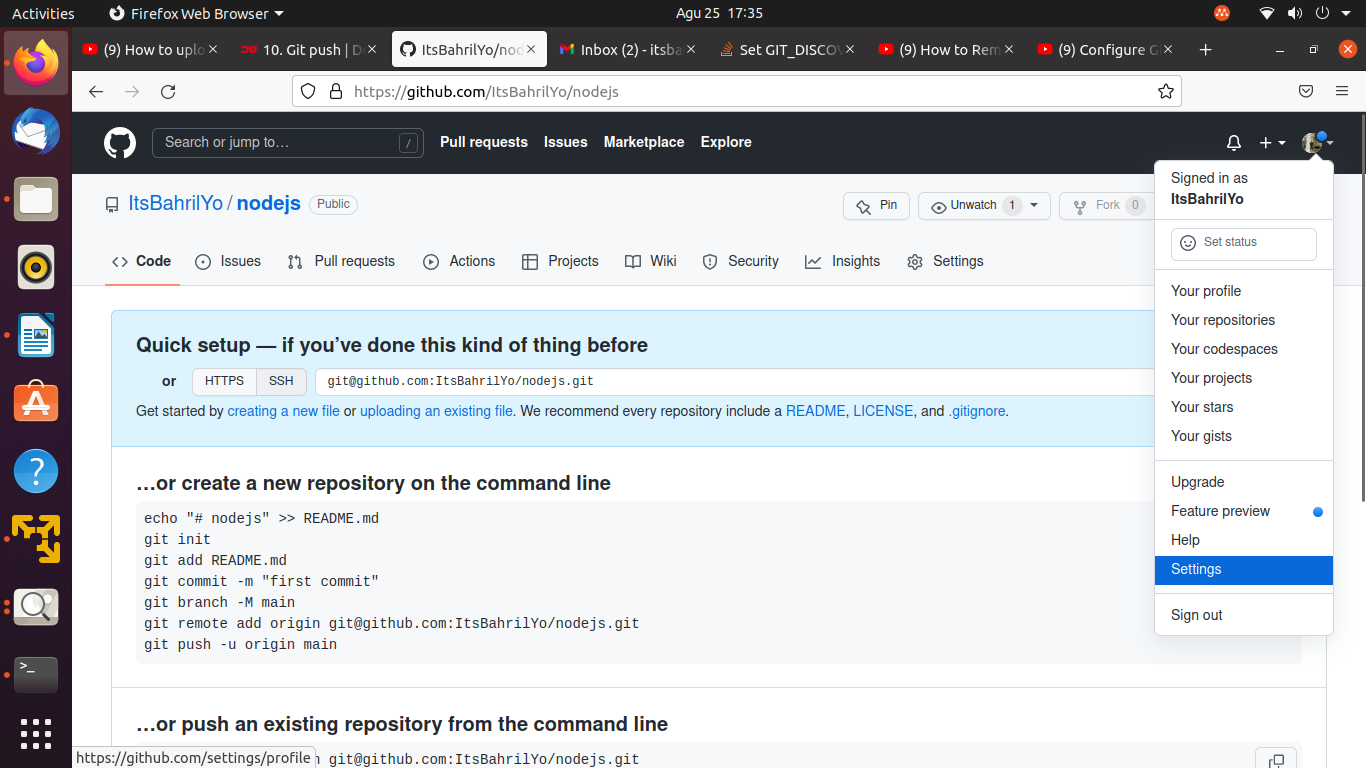 Activities
Firefox Web Browser
Agu 25 17:35
(9) How to uplo
10. Git push | D
ItsBahrilYo/nod
Inbox (2) - itsba
Set GIT_DISCOV
(9) How to Rem
(9) Configure G
https://github.com/ItsBahrilYo/nodejs
Search or jump to…
/
Pull requests
Issues
Marketplace
Explore
ItsBahrilYo / nodejs
Public
Pin
Unwatch 1
Fork 0
Code
Issues
Pull requests
Actions
Projects
Wiki
Security
Insights
Settings
Signed in as
ItsBahrilYo
Set status
Your profile
Your repositories
Your codespaces
Your projects
Your stars
Your gists
Upgrade
Feature preview
Help
Settings
Sign out
Quick setup — if you’ve done this kind of thing before
or
HTTPS
SSH
git@github.com:ItsBahrilYo/nodejs.git
Get started by creating a new file or uploading an existing file. We recommend every repository include a README, LICENSE, and .gitignore.
…or create a new repository on the command line
echo "# nodejs" >> README.md
git init
git add README.md
git commit -m "first commit"
git branch -M main
git remote add origin git@github.com:ItsBahrilYo/nodejs.git
git push -u origin main
…or push an existing repository from the command line
git@github.com:ItsBahrilYo/nodejs.git
https://github.com/settings/profile